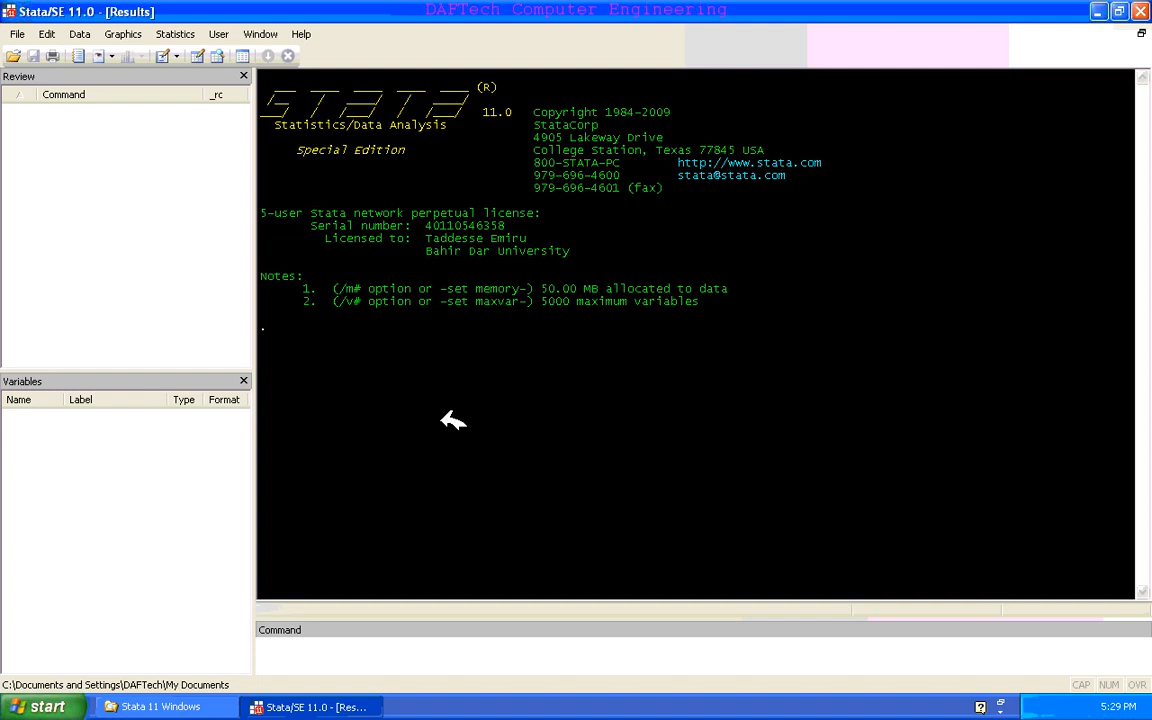 DAFTech Computer Engineering
Stata/SE 11.0 - [Results]
File Edit Data Graphics Statistics User Window Help
Review
Command _rc
(R)
STATA 11.0 Copyright 1984-2009
Statistics/Data Analysis StataCorp
4905 Lakeway Drive
Special Edition College Station, Texas 77845 USA
800-STATA-PC http://www.stata.com
979-696-4600 stata@stata.com
979-696-4601 (fax)
5-user Stata network perpetual license:
Serial number: 40110546358
Licensed to: Taddesse Emiru
Bahir Dar University
Notes:
1. (/m# option or -set memory-) 50.00 MB allocated to data
2. (/v# option or -set maxvar-) 5000 maximum variables
.
Variables
Name Label Type Format
Command
C:\Documents and Settings\DAFTech\My Documents
CAP NUM OVR
start Stata 11 Windows Stata/SE 11.0 - [Res... 5:29 PM